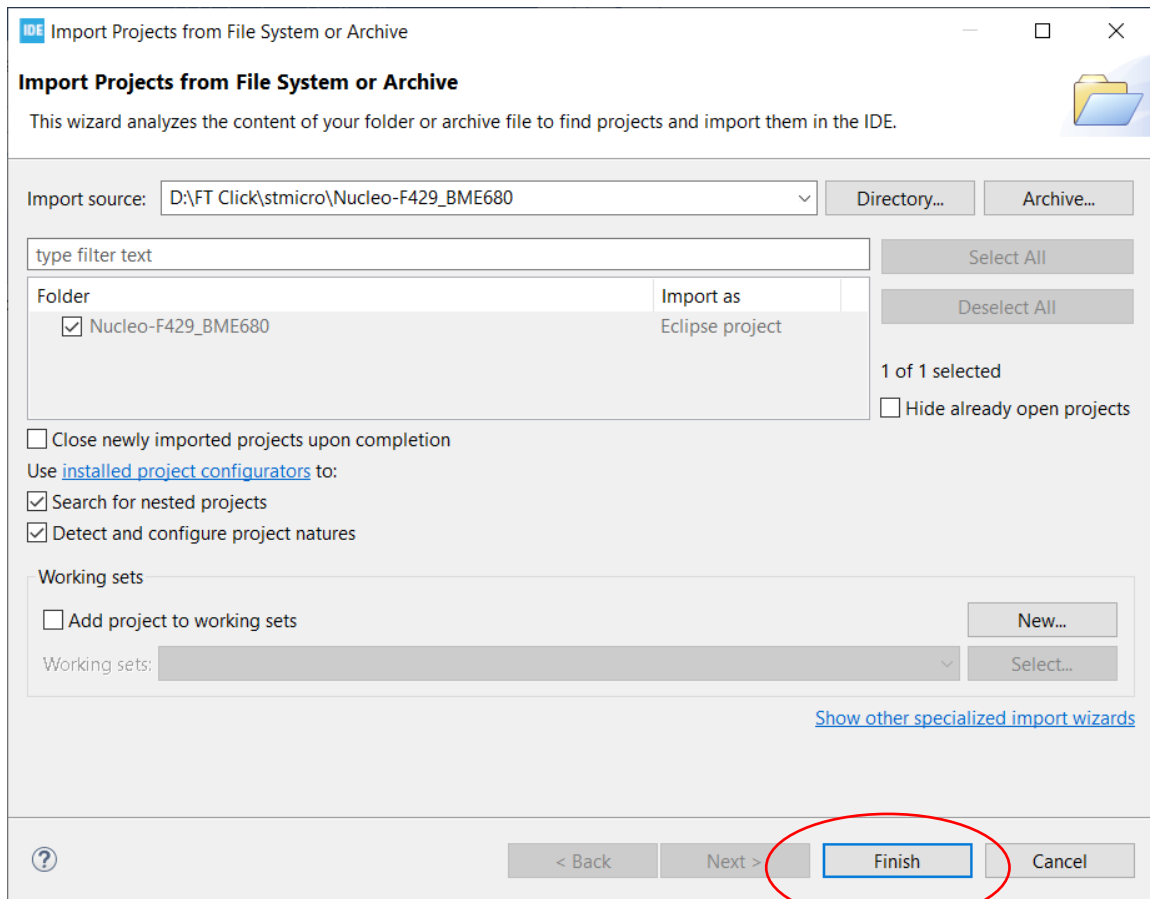 IDE Import Projects from File System or Archive
Import Projects from File System or Archive
This wizard analyzes the content of your folder or archive file to find projects and import them in the IDE.
Import source: D:\FT Click\stmicro\Nucleo-F429_BME680 Directory... Archive...
type filter text Select All
Folder Import as
Deselect All
Nucleo-F429_BME680 Eclipse project
1 of 1 selected
Hide already open projects
Close newly imported projects upon completion
Use installed project configurators to:
Search for nested projects
Detect and configure project natures
Working sets
Add project to working sets New...
Working sets: Select...
Show other specialized import wizards
? < Back Next > Finish Cancel